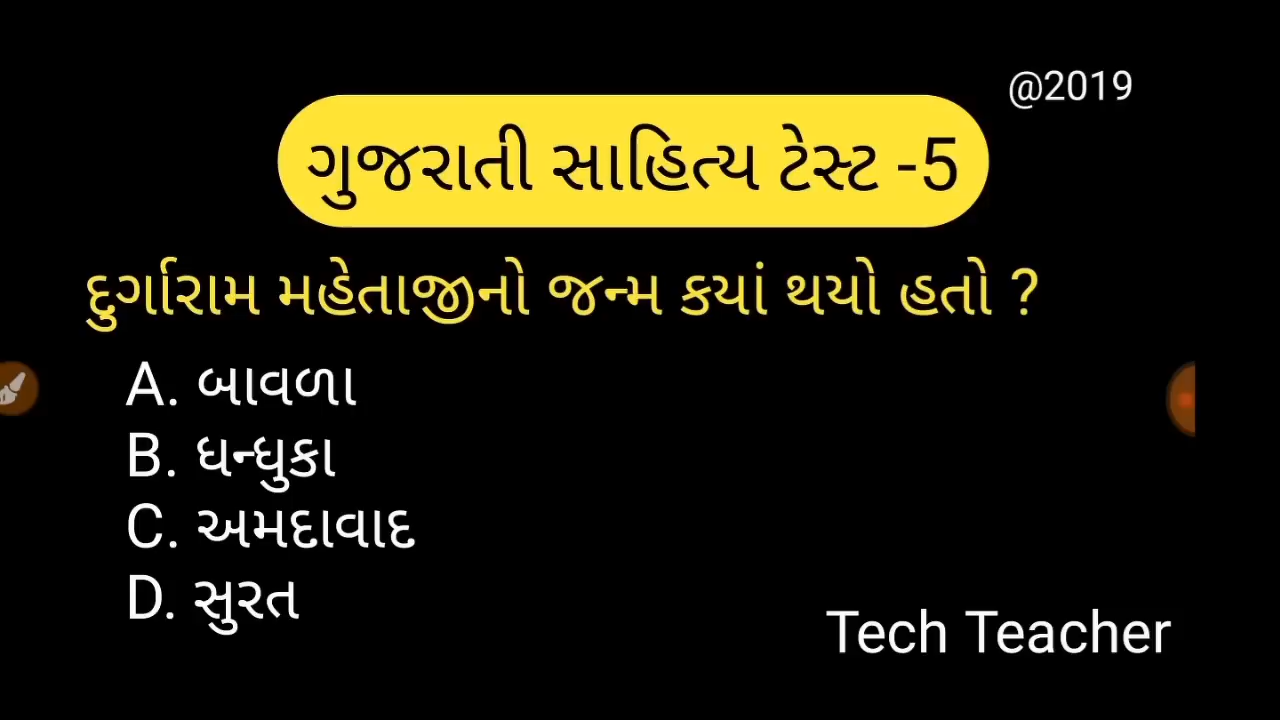 @2019
ગુજરાતી સાહિત્ય ટેસ્ટ -5
દુર્ગારામ મહેતાજીનો જન્મ કયાં થયો હતો ?
A. બાવળા
B. ધન્ધુકા
C. અમદાવાદ
D. સુરત
Tech Teacher